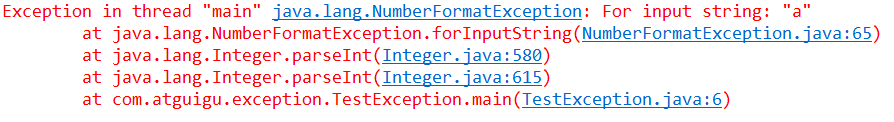 Exception in thread "main" java.lang.NumberFormatException: For input string: "a"
at java.lang.NumberFormatException.forInputString(NumberFormatException.java:65)
at java.lang.Integer.parseInt(Integer.java:580)
at java.lang.Integer.parseInt(Integer.java:615)
at com.atguigu.exception.TestException.main(TestException.java:6)